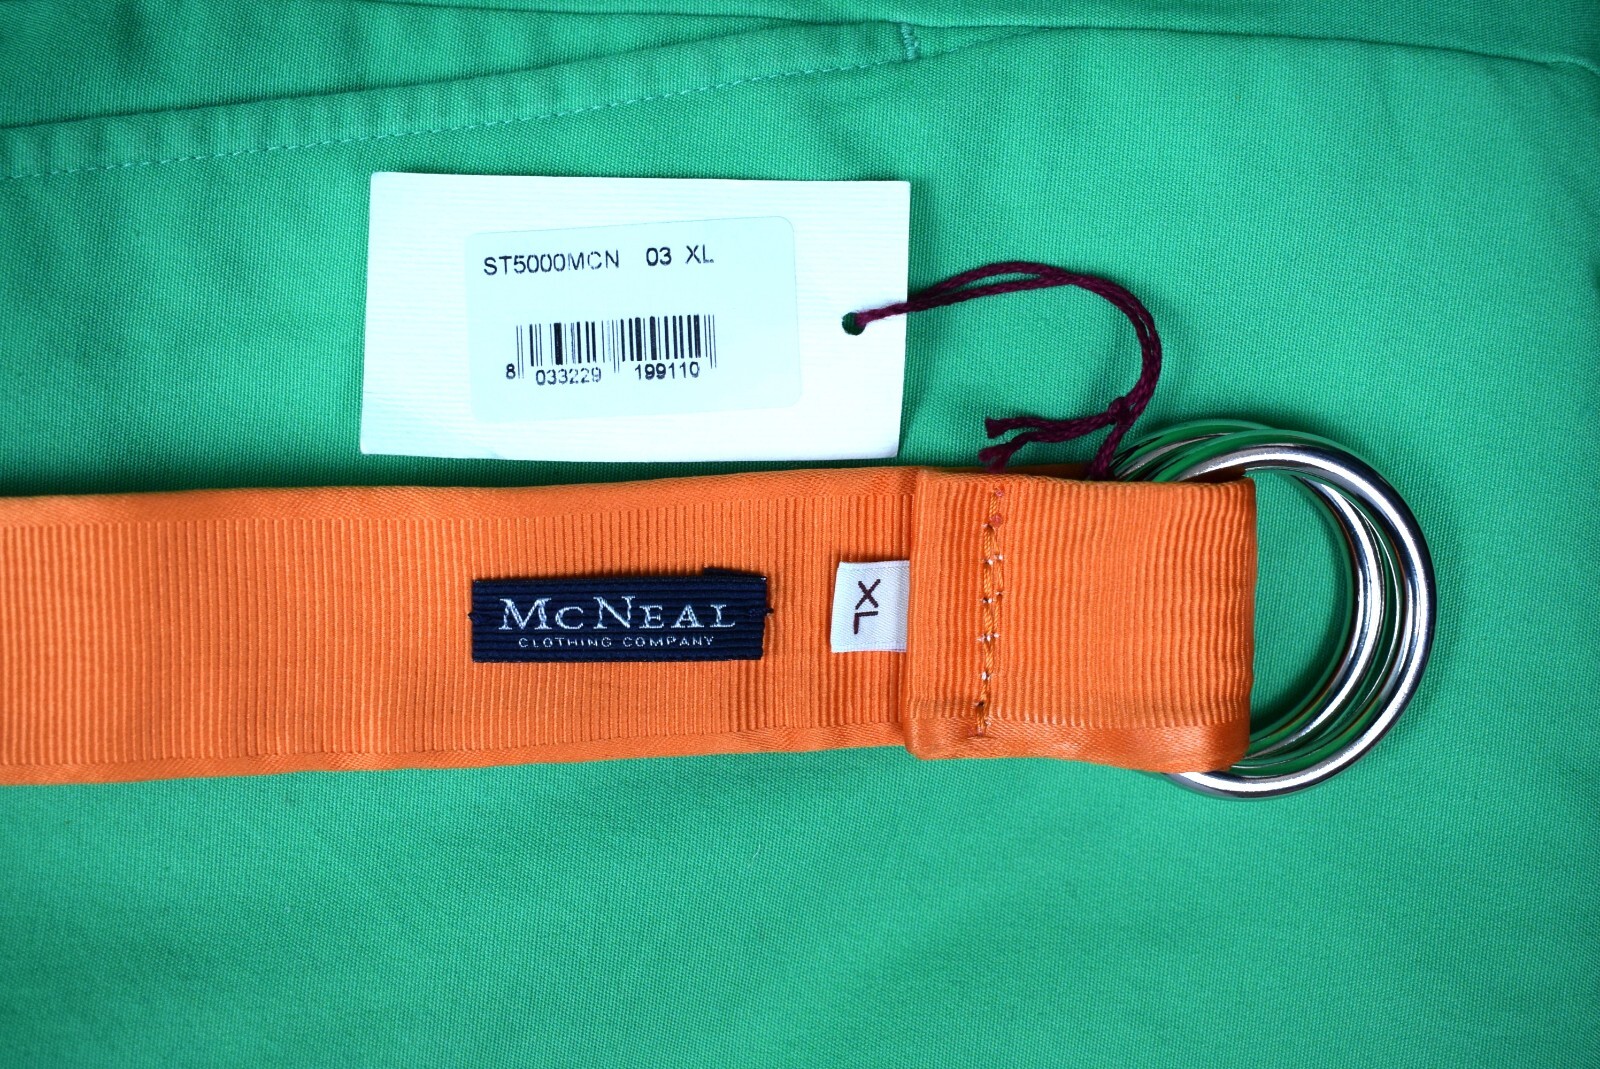 ST5000MCN 03 XL
8 033229 199110
McNEAL
CLOTHING COMPANY
XL